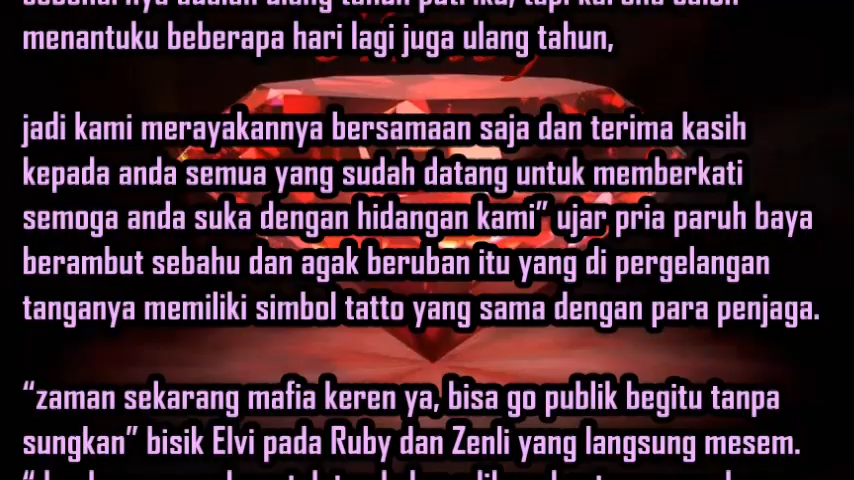 menantuku beberapa hari lagi juga ulang tahun,
jadi kami merayakannya bersamaan saja dan terima kasih
kepada anda semua yang sudah datang untuk memberkati
semoga anda suka dengan hidangan kami” ujar pria paruh baya
berambut sebahu dan agak beruban itu yang di pergelangan
tanganya memiliki simbol tatto yang sama dengan para penjaga.
“zaman sekarang mafia keren ya, bisa go publik begitu tanpa
sungkan” bisik Elvi pada Ruby dan Zenli yang langsung mesem.